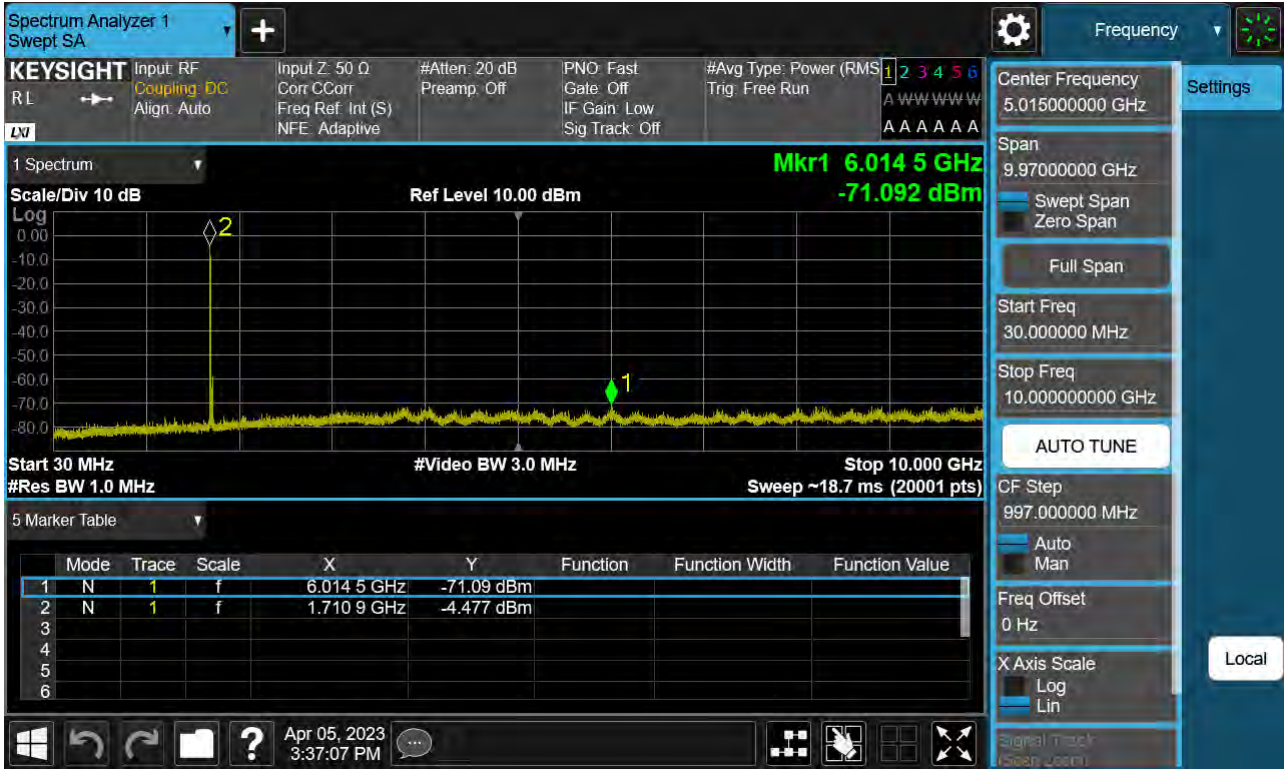 Spectrum Analyzer 1
Swept SA
Frequency
KEYSIGHT
R L
LXI
Input: RF
Coupling: DC
Align: Auto
Input Z: 50 Ω
Corr CCorr
Freq Ref: Int (S)
NFE: Adaptive
#Atten: 20 dB
Preamp: Off
PNO: Fast
Gate: Off
IF Gain: Low
Sig Track: Off
#Avg Type: Power (RMS
Trig: Free Run
1 2 3 4 5 6
A W W W W W
A A A A A A
1 Spectrum
Scale/Div 10 dB
Log
Ref Level 10.00 dBm
Mkr1 6.014 5 GHz
-71.092 dBm
0.00
-10.0
-20.0
-30.0
-40.0
-50.0
-60.0
-70.0
-80.0
2
1
Start 30 MHz
#Res BW 1.0 MHz
#Video BW 3.0 MHz
Stop 10.000 GHz
Sweep ~18.7 ms (20001 pts)
5 Marker Table
Mode Trace Scale X Y Function Function Width Function Value
1 N 1 f 6.014 5 GHz -71.09 dBm
2 N 1 f 1.710 9 GHz -4.477 dBm
3
4
5
6
Apr 05, 2023
3:37:07 PM
Center Frequency
5.015000000 GHz
Span
9.97000000 GHz
Swept Span
Zero Span
Full Span
Start Freq
30.000000 MHz
Stop Freq
10.000000000 GHz
AUTO TUNE
CF Step
997.000000 MHz
Auto
Man
Freq Offset
0 Hz
X Axis Scale
Log
Lin
Signal Track
(Span Zoom)
Settings
Local